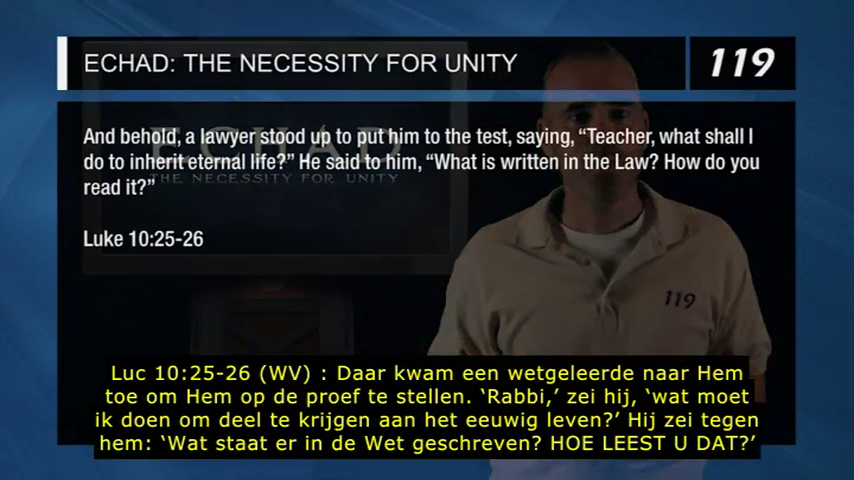 ECHAD: THE NECESSITY FOR UNITY
119
And behold, a lawyer stood up to put him to the test, saying, “Teacher, what shall I
do to inherit eternal life?” He said to him, “What is written in the Law? How do you
read it?”
ECHAD
THE NECESSITY FOR UNITY
Luke 10:25-26
119
Luc 10:25-26 (WV) : Daar kwam een wetgeleerde naar Hem
toe om Hem op de proef te stellen. ‘Rabbi,’ zei hij, ‘wat moet
ik doen om deel te krijgen aan het eeuwig leven?’ Hij zei tegen
hem: ‘Wat staat er in de Wet geschreven? HOE LEEST U DAT?’